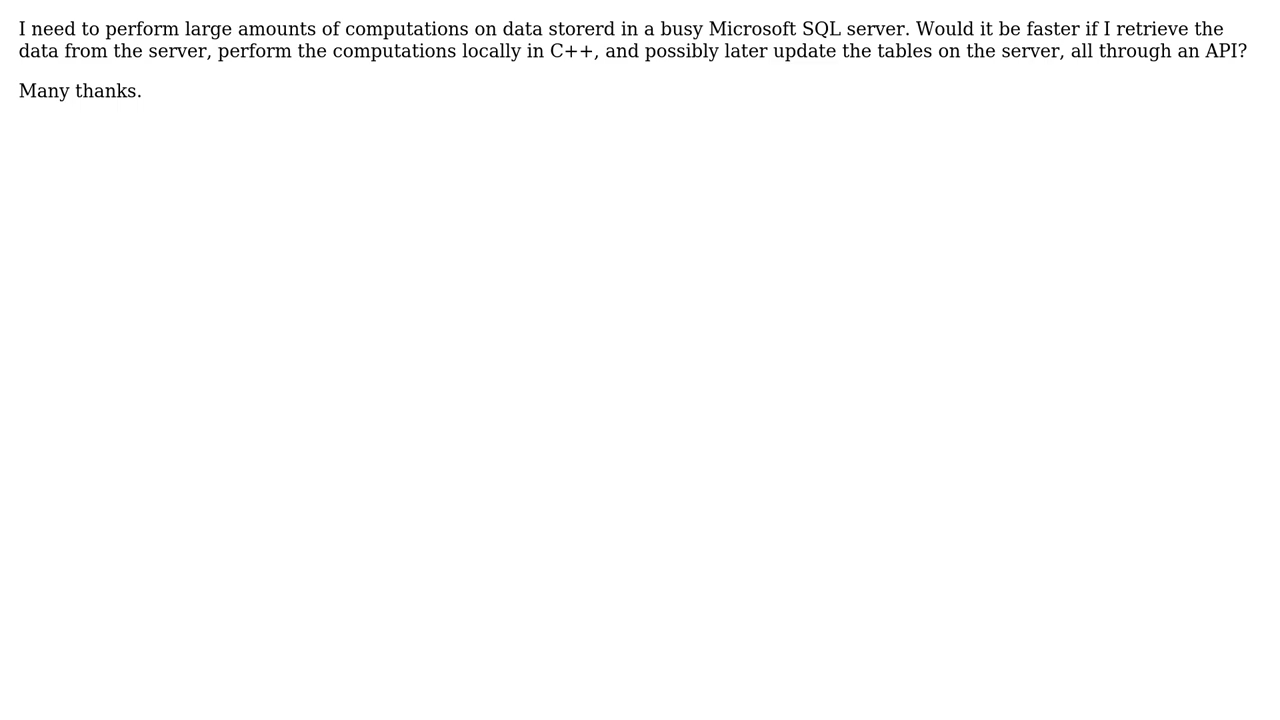 I need to perform large amounts of computations on data storerd in a busy Microsoft SQL server. Would it be faster if I retrieve the
data from the server, perform the computations locally in C++, and possibly later update the tables on the server, all through an API?
Many thanks.